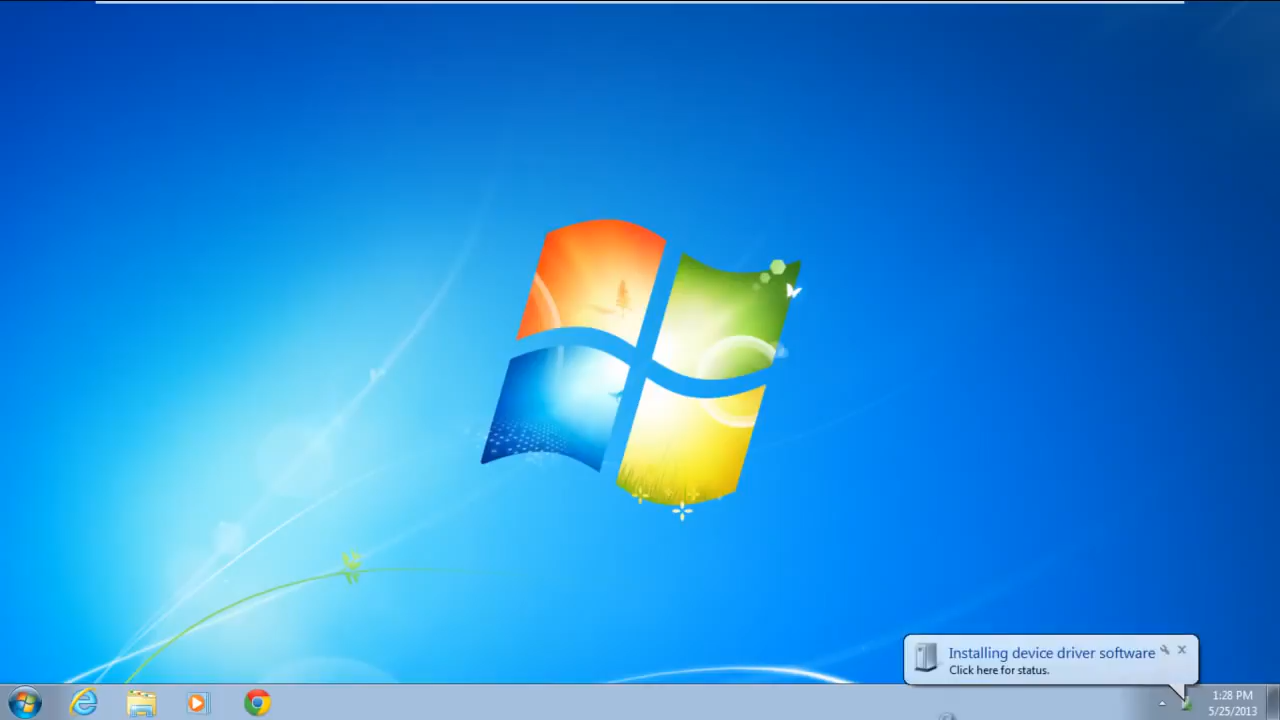 Installing device driver software
Click here for status.
1:28 PM
5/25/2013